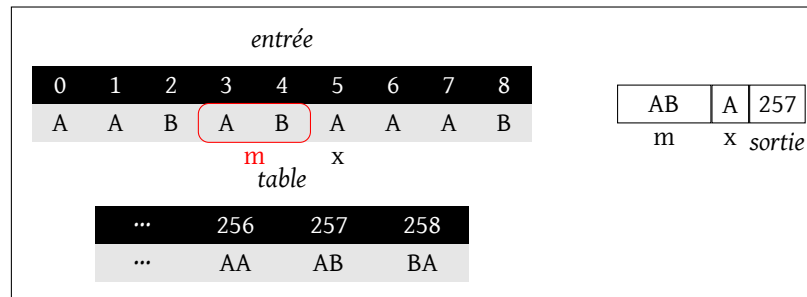 entrée
0 1 2 3 4 5 6 7 8
A A B A B A A A B
m x
table
... 256 257 258
... AA AB BA
AB A 257
m x sortie